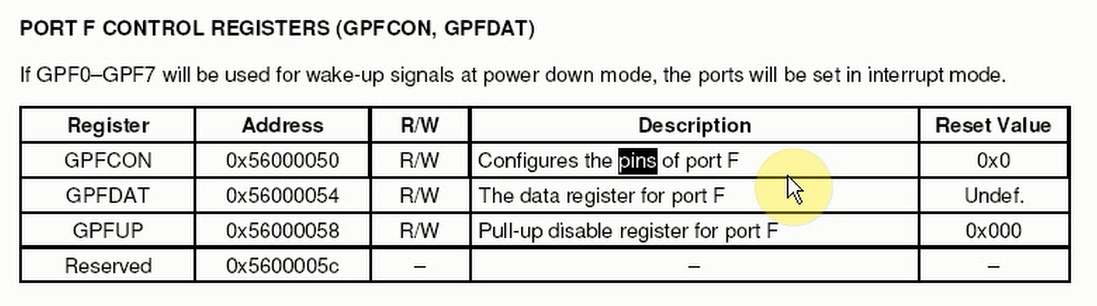 PORT F CONTROL REGISTERS (GPFCON, GPFDAT)
If GPF0–GPF7 will be used for wake-up signals at power down mode, the ports will be set in interrupt mode.
Register Address R/W Description Reset Value
GPFCON 0x56000050 R/W Configures the pins of port F 0x0
GPFDAT 0x56000054 R/W The data register for port F Undef.
GPFUP 0x56000058 R/W Pull-up disable register for port F 0x000
Reserved 0x5600005c – – –